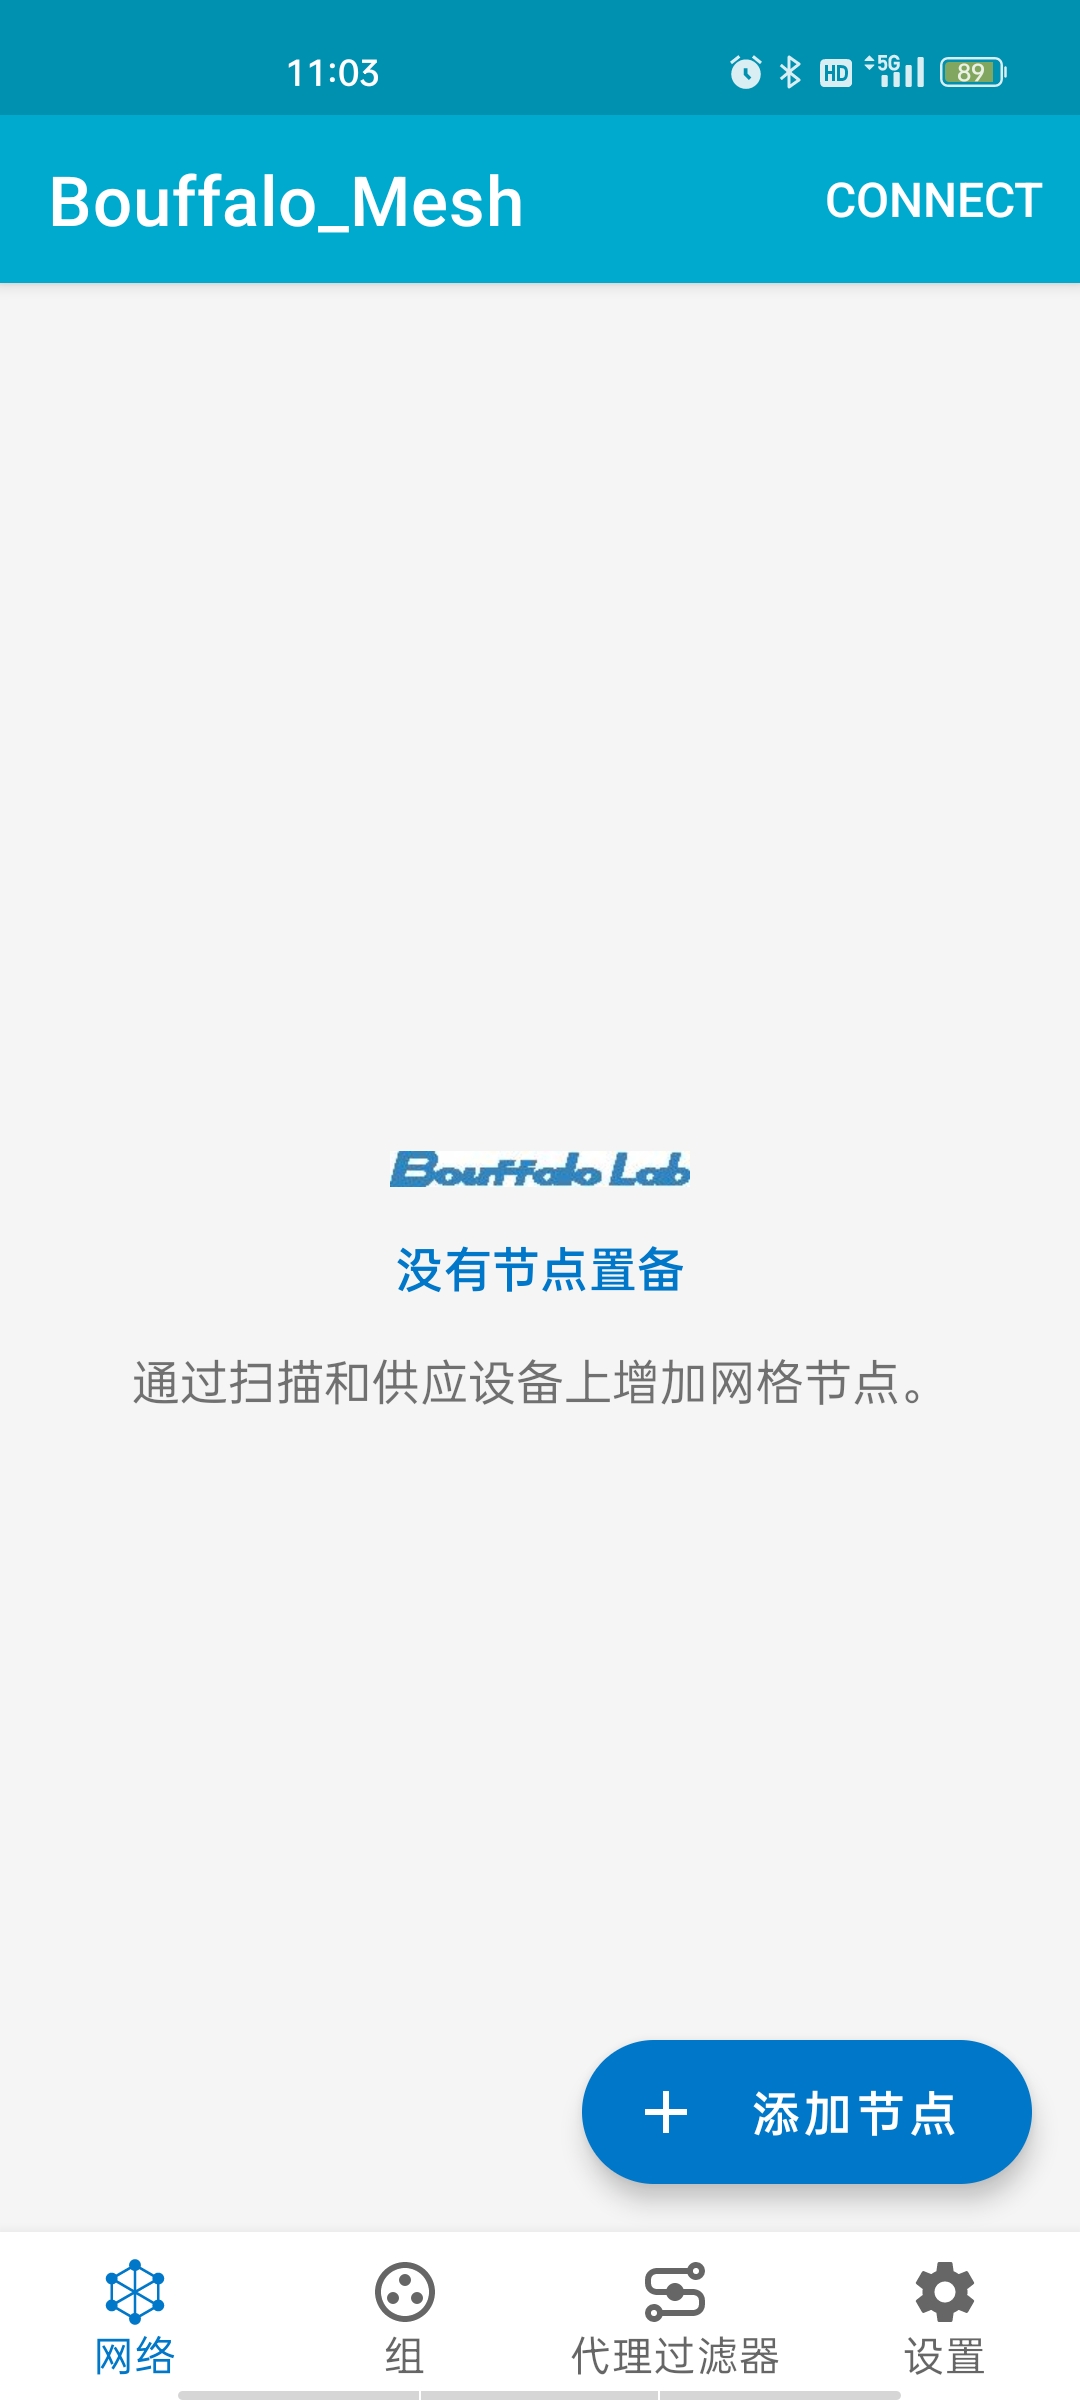 11:03
HD 5G 89
Bouffalo_Mesh
CONNECT
Bouffalo Lab
没有节点置备
通过扫描和供应设备上增加网格节点。
添加节点
网络 组 代理过滤器 设置